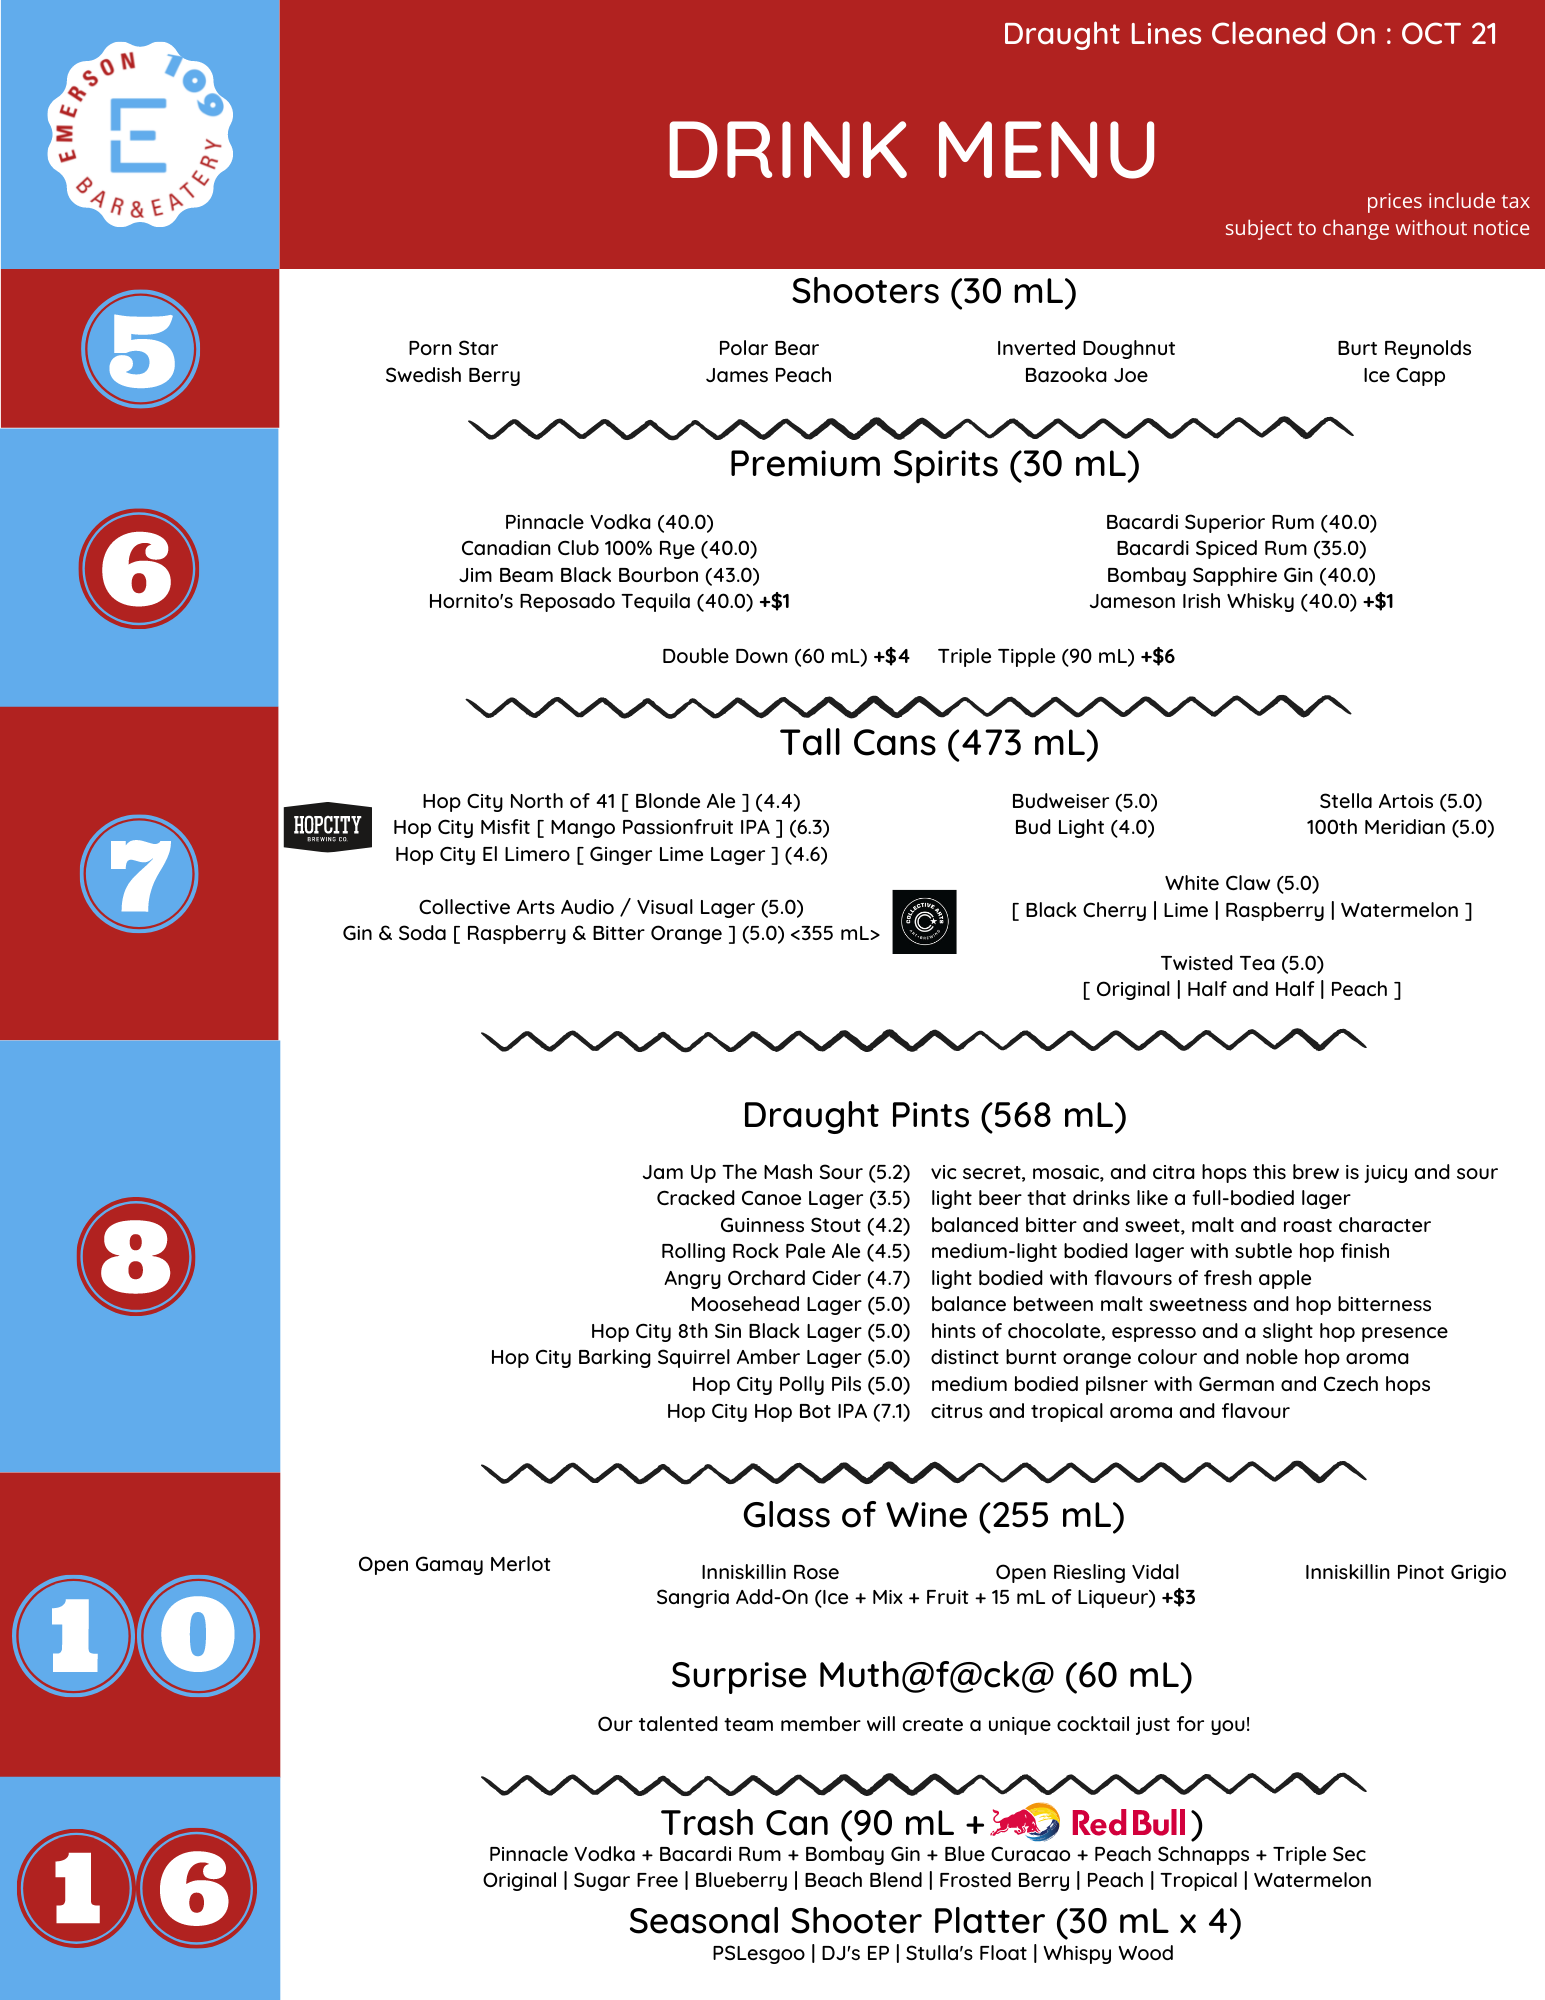 EMERSON 109
E
BAR & EATERY
Draught Lines Cleaned On : OCT 21
DRINK MENU
prices include tax
subject to change without notice
5
Shooters (30 mL)
Porn Star Polar Bear Inverted Doughnut Burt Reynolds
Swedish Berry James Peach Bazooka Joe Ice Capp
6
Premium Spirits (30 mL)
Pinnacle Vodka (40.0) Bacardi Superior Rum (40.0)
Canadian Club 100% Rye (40.0) Bacardi Spiced Rum (35.0)
Jim Beam Black Bourbon (43.0) Bombay Sapphire Gin (40.0)
Hornito's Reposado Tequila (40.0) +$1 Jameson Irish Whisky (40.0) +$1
Double Down (60 mL) +$4 Triple Tipple (90 mL) +$6
7
Tall Cans (473 mL)
HOPCITY
BREWING CO.
Hop City North of 41 [ Blonde Ale ] (4.4)
Hop City Misfit [ Mango Passionfruit IPA ] (6.3)
Hop City El Limero [ Ginger Lime Lager ] (4.6)
Collective Arts Audio / Visual Lager (5.0)
Gin & Soda [ Raspberry & Bitter Orange ] (5.0) <355 mL>
COLLECTIVE ARTS
Budweiser (5.0) Stella Artois (5.0)
Bud Light (4.0) 100th Meridian (5.0)
White Claw (5.0)
[ Black Cherry | Lime | Raspberry | Watermelon ]
Twisted Tea (5.0)
[ Original | Half and Half | Peach ]
8
Draught Pints (568 mL)
Jam Up The Mash Sour (5.2) vic secret, mosaic, and citra hops this brew is juicy and sour
Cracked Canoe Lager (3.5) light beer that drinks like a full-bodied lager
Guinness Stout (4.2) balanced bitter and sweet, malt and roast character
Rolling Rock Pale Ale (4.5) medium-light bodied lager with subtle hop finish
Angry Orchard Cider (4.7) light bodied with flavours of fresh apple
Moosehead Lager (5.0) balance between malt sweetness and hop bitterness
Hop City 8th Sin Black Lager (5.0) hints of chocolate, espresso and a slight hop presence
Hop City Barking Squirrel Amber Lager (5.0) distinct burnt orange colour and noble hop aroma
Hop City Polly Pils (5.0) medium bodied pilsner with German and Czech hops
Hop City Hop Bot IPA (7.1) citrus and tropical aroma and flavour
10
Glass of Wine (255 mL)
Open Gamay Merlot Inniskillin Rose Open Riesling Vidal Inniskillin Pinot Grigio
Sangria Add-On (Ice + Mix + Fruit + 15 mL of Liqueur) +$3
Surprise Muth@f@ck@ (60 mL)
Our talented team member will create a unique cocktail just for you!
16
Trash Can (90 mL + Red Bull)
Pinnacle Vodka + Bacardi Rum + Bombay Gin + Blue Curacao + Peach Schnapps + Triple Sec
Original | Sugar Free | Blueberry | Beach Blend | Frosted Berry | Peach | Tropical | Watermelon
Seasonal Shooter Platter (30 mL x 4)
PSLesgoo | DJ's EP | Stulla's Float | Whispy Wood